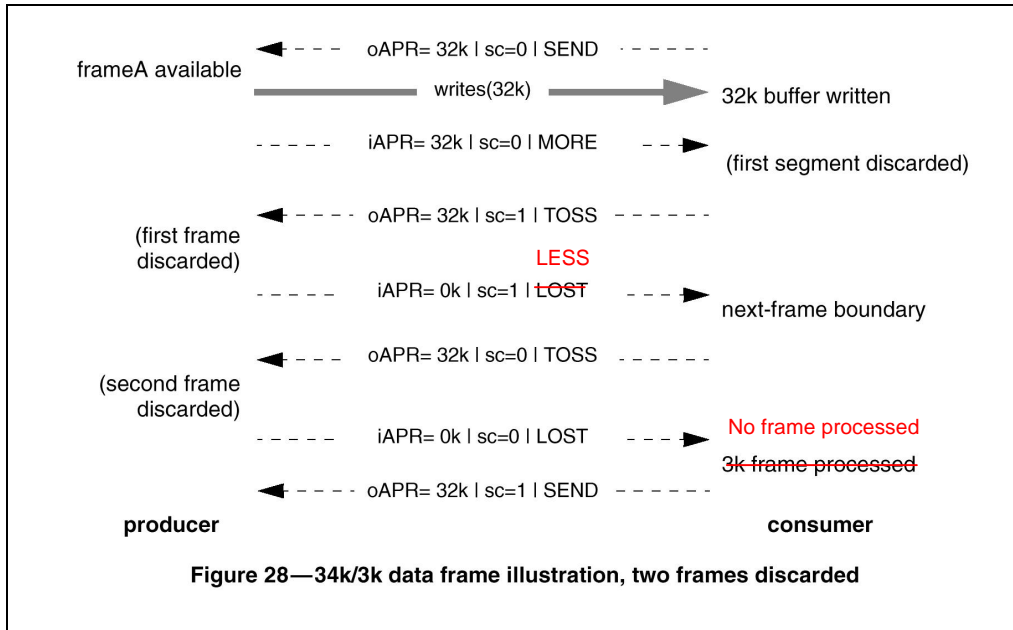 oAPR= 32k | sc=0 | SEND
frameA available
writes(32k)
32k buffer written
iAPR= 32k | sc=0 | MORE
(first segment discarded)
oAPR= 32k | sc=1 | TOSS
(first frame
discarded)
LESS
iAPR= 0k | sc=1 | LOST
next-frame boundary
oAPR= 32k | sc=0 | TOSS
(second frame
discarded)
No frame processed
iAPR= 0k | sc=0 | LOST
3k frame processed
oAPR= 32k | sc=1 | SEND
producer
consumer
Figure 28—34k/3k data frame illustration, two frames discarded